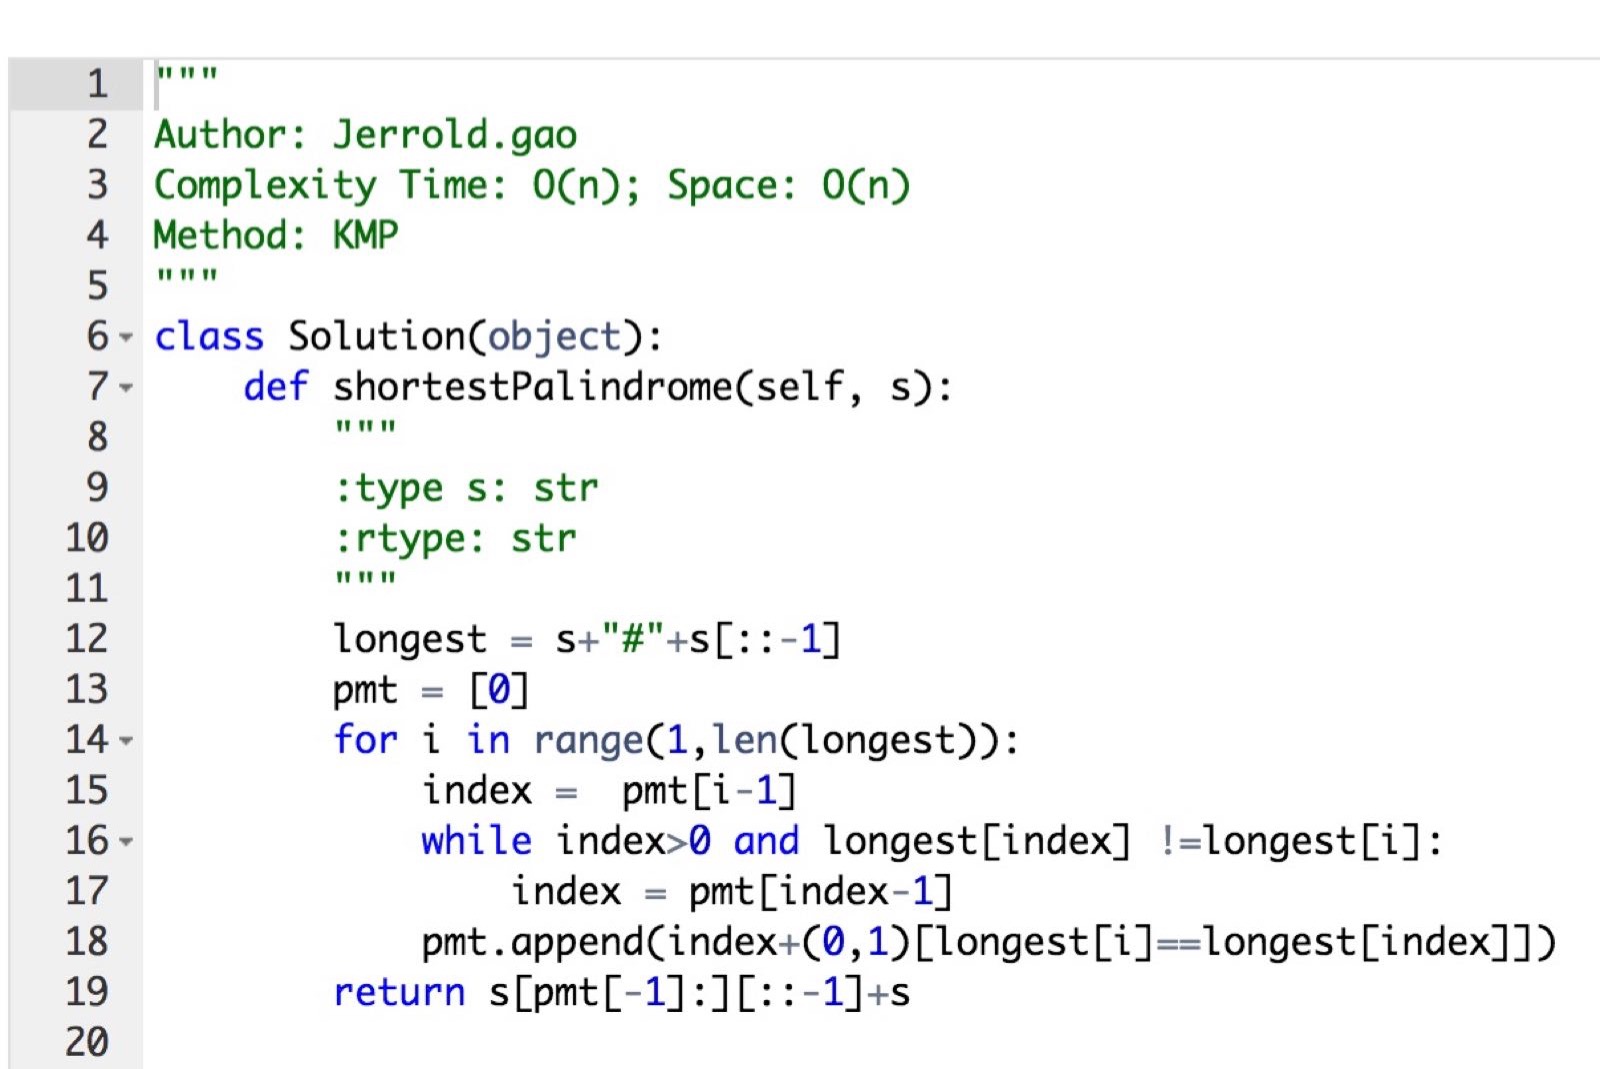 1 """
2 Author: Jerrold.gao
3 Complexity Time: O(n); Space: O(n)
4 Method: KMP
5 """
6 class Solution(object):
7     def shortestPalindrome(self, s):
8         """
9         :type s: str
10         :rtype: str
11         """
12         longest = s+"#"+s[::-1]
13         pmt = [0]
14         for i in range(1,len(longest)):
15             index =  pmt[i-1]
16             while index>0 and longest[index] !=longest[i]:
17                 index = pmt[index-1]
18             pmt.append(index+(0,1)[longest[i]==longest[index]])
19         return s[pmt[-1]:][::-1]+s
20